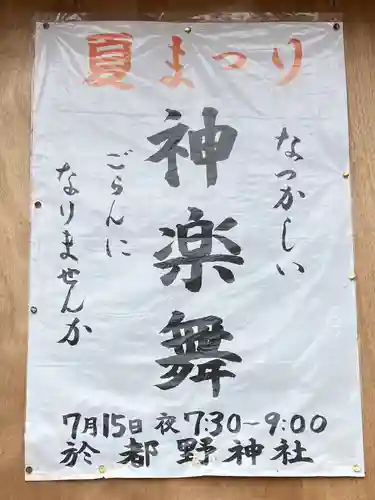 夏まつり
なつかしい
神楽舞
ごらんに
なりませんか
7月15日夜7:30~9:00
於都野神社